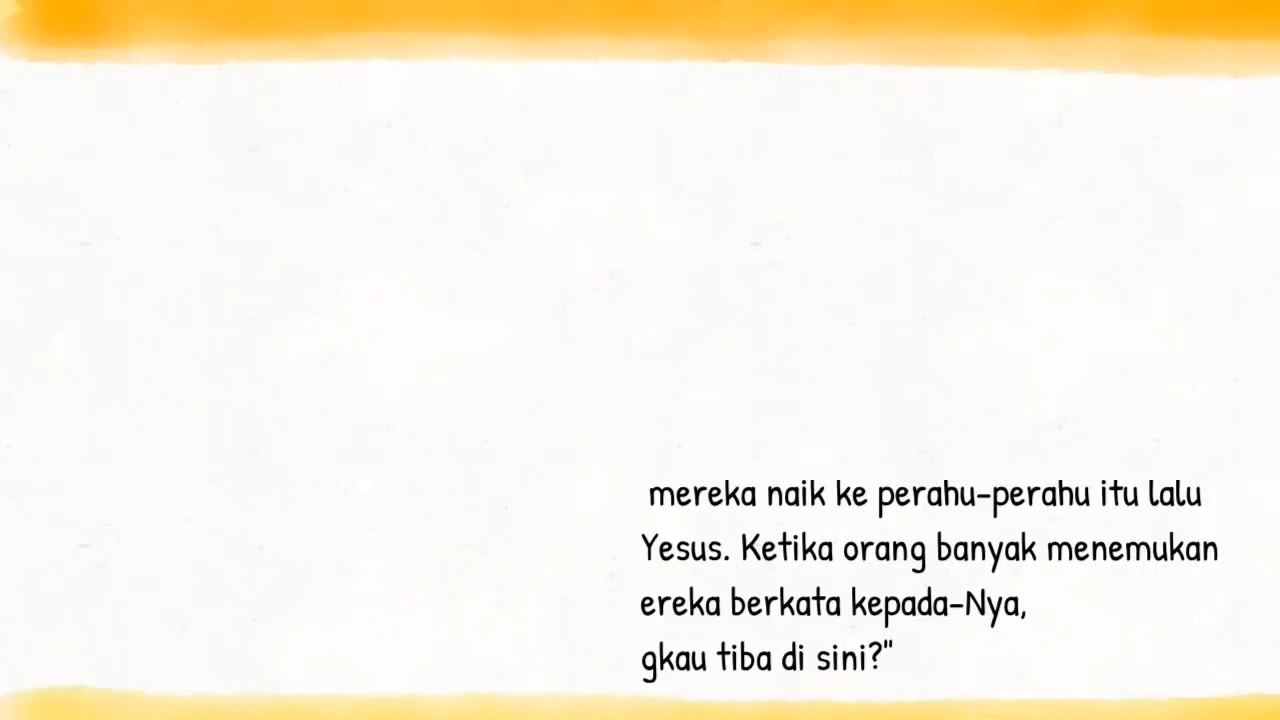 mereka naik ke perahu-perahu itu lalu
Yesus. Ketika orang banyak menemukan
ereka berkata kepada-Nya,
gkau tiba di sini?"